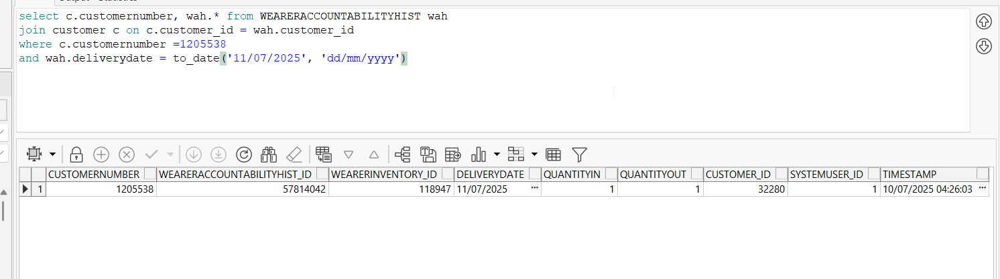 select c.customernumber, wah.* from WEARERACCOUNTABILITYHIST wah
join customer c on c.customer_id = wah.customer_id
where c.customernumber =1205538
and wah.deliverydate = to_date('11/07/2025', 'dd/mm/yyyy')
CUSTOMERNUMBER WEARERACCOUNTABILITYHIST_ID WEARERINVENTORY_ID DELIVERYDATE QUANTITYIN QUANTITYOUT CUSTOMER_ID SYSTEMUSER_ID TIMESTAMP
1 1205538 57814042 118947 11/07/2025 ... 1 1 32280 1 10/07/2025 04:26:03 ...